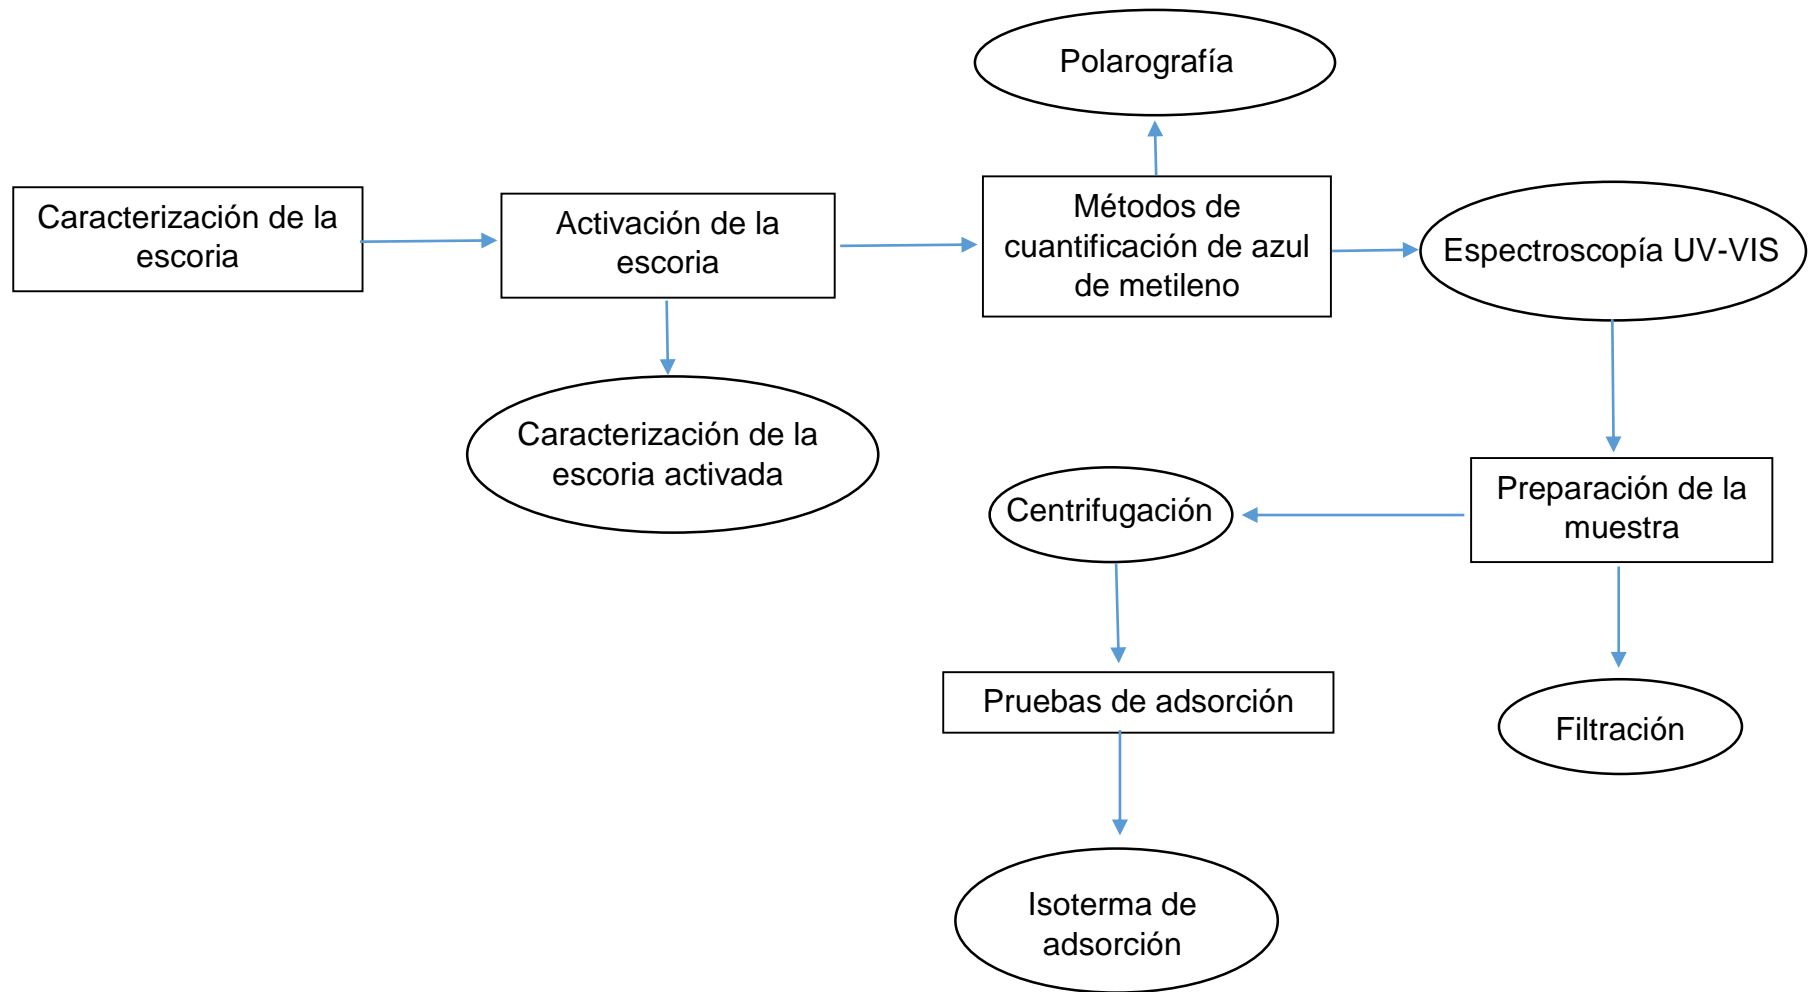 Polarografía
Caracterización de la
escoria
Activación de la
escoria
Métodos de
cuantificación de azul
de metileno
Espectroscopía UV-VIS
Caracterización de la
escoria activada
Centrifugación
Preparación de la
muestra
Pruebas de adsorción
Filtración
Isoterma de
adsorción